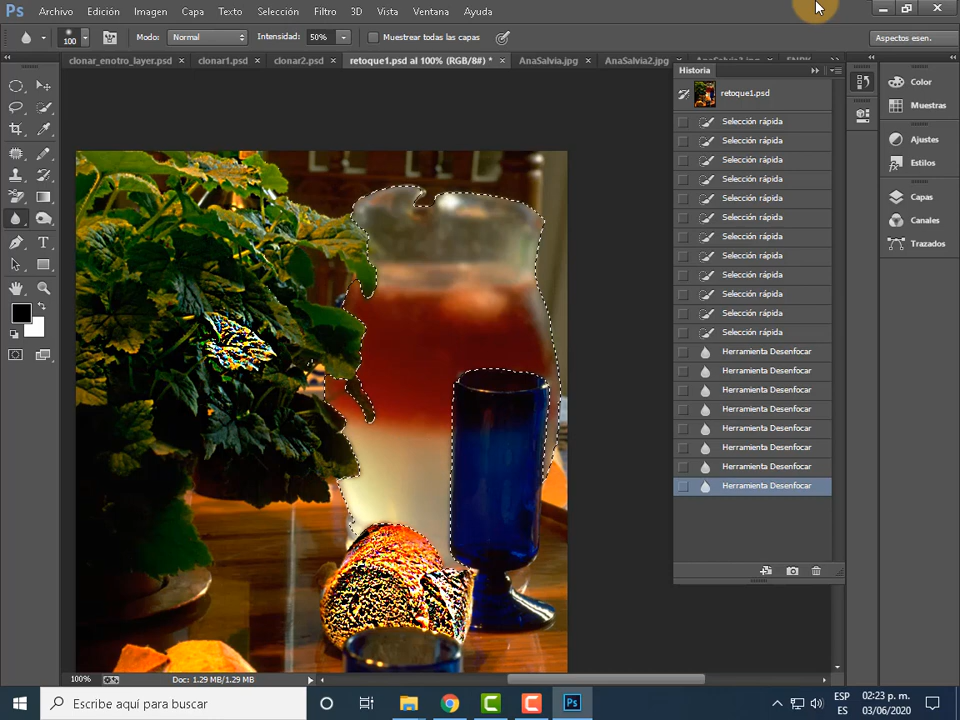 Ps Archivo Edición Imagen Capa Texto Selección Filtro 3D Vista Ventana Ayuda
100 Modo: Normal Intensidad: 50% Muestrear todas las capas Aspectos esen.
clonar_enotro_layer.psd × clonar1.psd × clonar2.psd × retoque1.psd al 100% (RGB/8#) * × AnaSalvia.jpg × AnaSalvia2.jpg
Historia
retoque1.psd
Selección rápida
Selección rápida
Selección rápida
Selección rápida
Selección rápida
Selección rápida
Selección rápida
Selección rápida
Selección rápida
Selección rápida
Selección rápida
Selección rápida
Herramienta Desenfocar
Herramienta Desenfocar
Herramienta Desenfocar
Herramienta Desenfocar
Herramienta Desenfocar
Herramienta Desenfocar
Herramienta Desenfocar
Herramienta Desenfocar
Color
Muestras
Ajustes
Estilos
Capas
Canales
Trazados
100% Doc: 1.29 MB/1.29 MB
Escribe aquí para buscar
Ps
ESP
ES
02:23 p. m.
03/06/2020